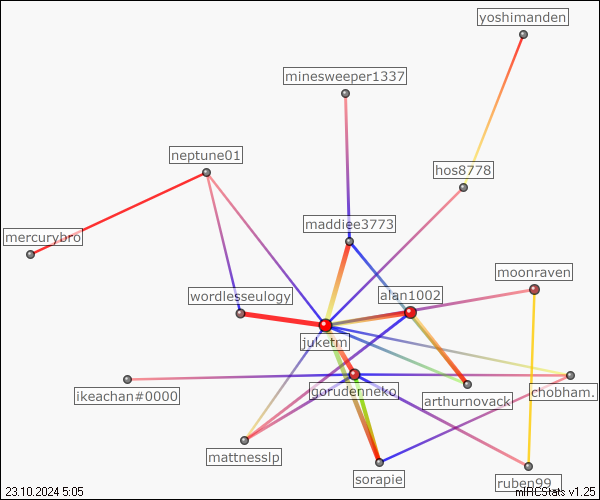 yoshimanden
minesweeper1337
neptune01
hos8778
maddiee3773
mercurybro
moonraven
wordlesseulogy
alan1002
juketm
gorudenneko
ikeachan#0000
arthurnovack
chobham.
mattnesslp
sorapie
ruben99_
23.10.2024 5:05
mIRCStats v1.25